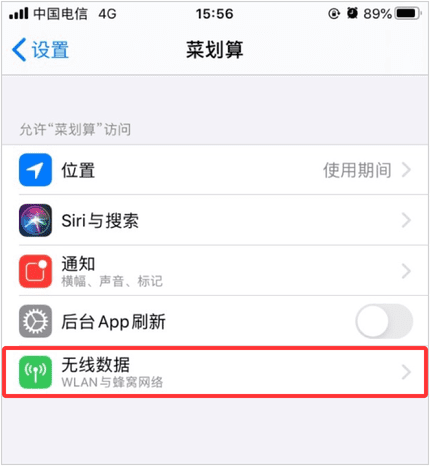 中国电信 4G 15:56 89%
设置 菜划算
允许“菜划算”访问
位置 使用期间
Siri与搜索
通知
横幅、声音、标记
后台App刷新
无线数据
WLAN与蜂窝网络